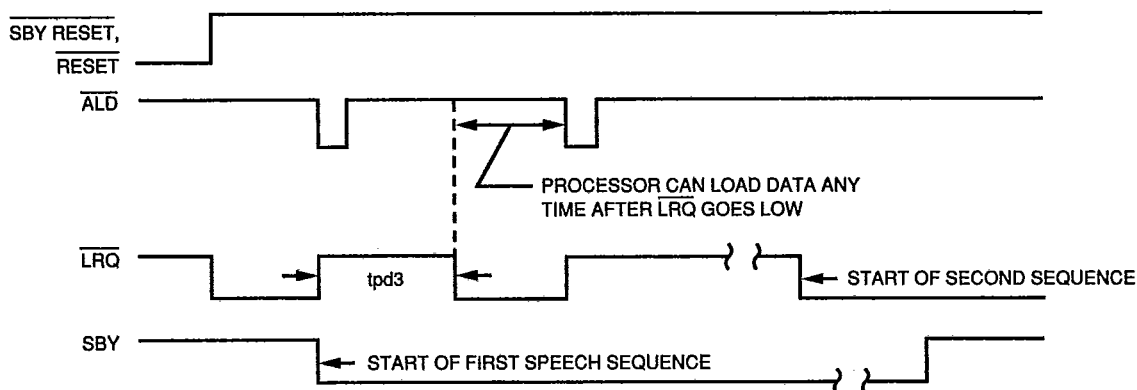 SBY RESET,
RESET
ALD
PROCESSOR CAN LOAD DATA ANY
TIME AFTER LRQ GOES LOW
LRQ
tpd3
START OF SECOND SEQUENCE
SBY
START OF FIRST SPEECH SEQUENCE